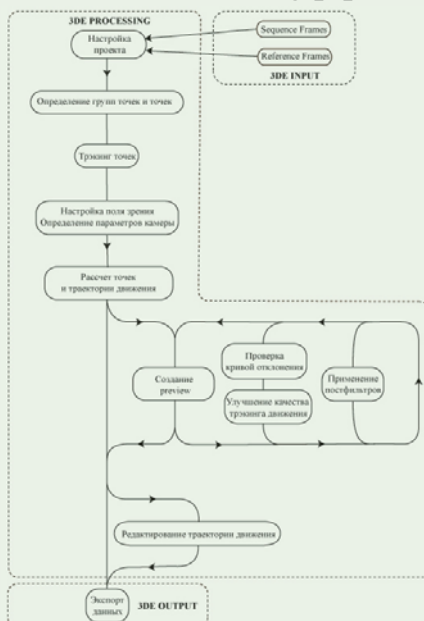 3DE PROCESSING
Настройка
проекта
Sequence Frames
Reference Frames
3DE INPUT
Определение групп точек и точек
Трэкинг точек
Настройка поля зрения
Определение параметров камеры
Рассчет точек
и траектории движения
Создание
preview
Проверка
кривой отклонения
Улучшение качества
трэкинга движения
Применение
постфильтров
Редактирование траектории движения
Экспорт
данных
3DE OUTPUT